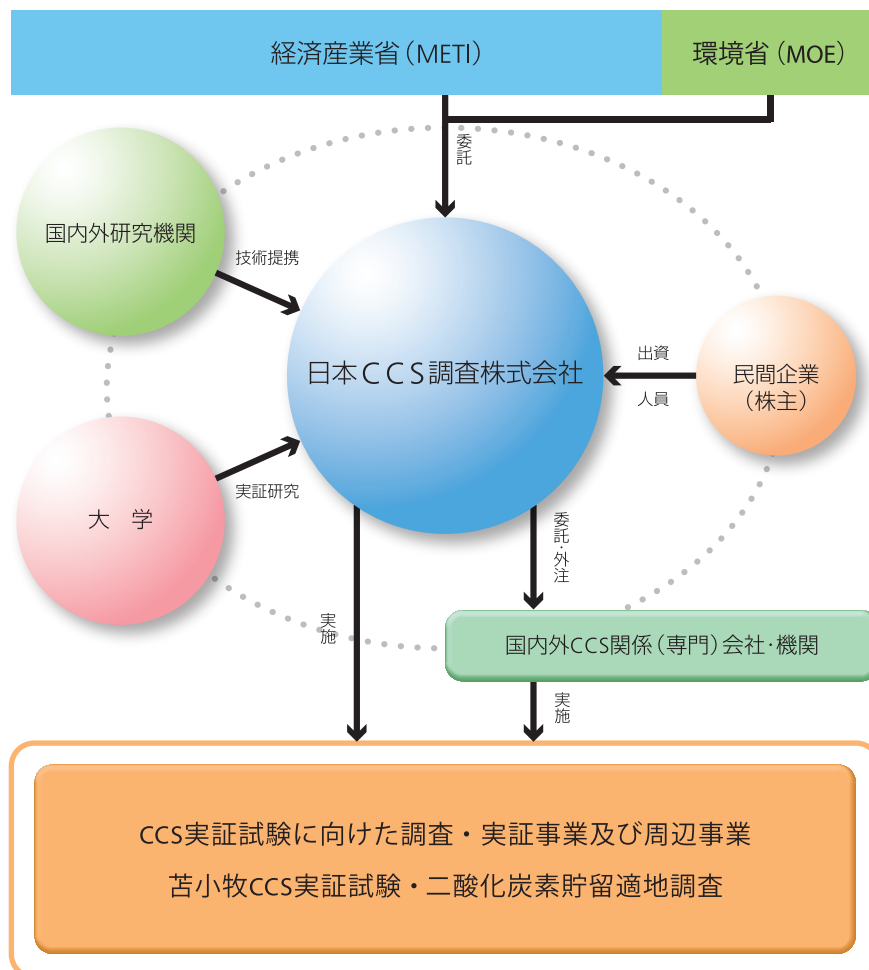 経済産業省（METI）
環境省（MOE）
委託
国内外研究機関
技術提携
日本ＣＣＳ調査株式会社
出資
人員
民間企業
（株主）
大　学
実証研究
委託・外注
実施
国内外CCS関係（専門）会社・機関
実施
CCS実証試験に向けた調査・実証事業及び周辺事業
苫小牧CCS実証試験・二酸化炭素貯留適地調査